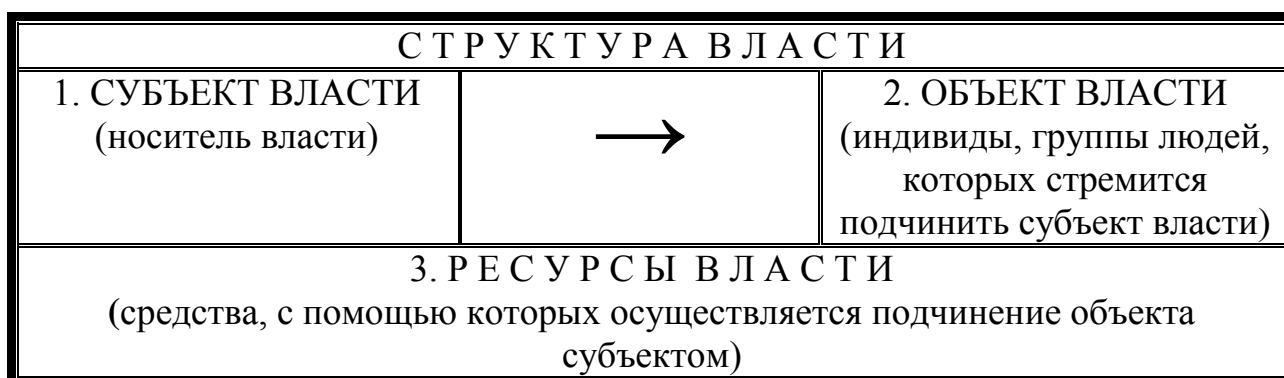 С Т Р У К Т У Р А В Л А С Т И
1. СУБЪЕКТ ВЛАСТИ
(носитель власти)
→
2. ОБЪЕКТ ВЛАСТИ
(индивиды, группы людей,
которых стремится
подчинить субъект власти)
3. Р Е С У Р С Ы В Л А С Т И
(средства, с помощью которых осуществляется подчинение объекта
субъектом)